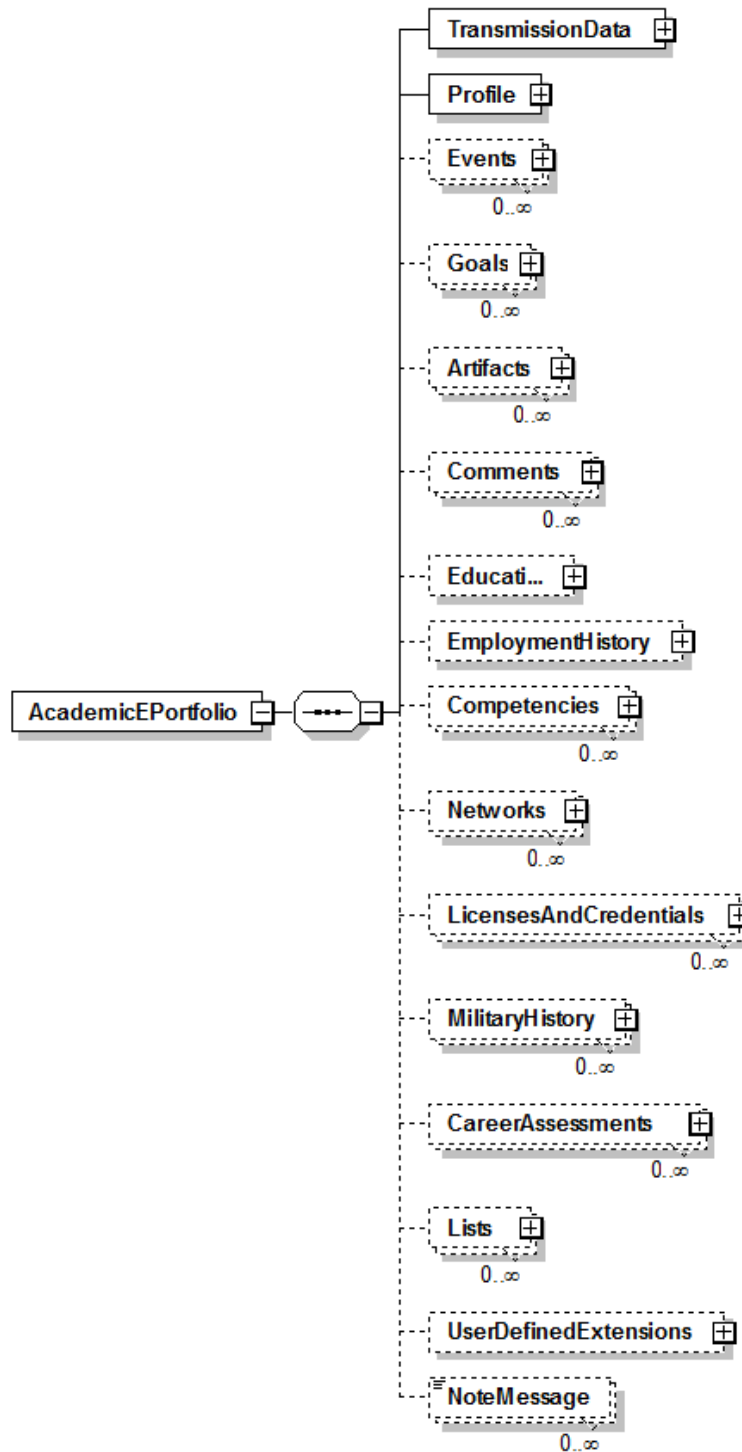 TransmissionData
Profile
Events
0..∞
Goals
0..∞
Artifacts
0..∞
Comments
0..∞
Educati...
EmploymentHistory
AcademicEPortfolio
Competencies
0..∞
Networks
0..∞
LicensesAndCredentials
0..∞
MilitaryHistory
0..∞
CareerAssessments
0..∞
Lists
0..∞
UserDefinedExtensions
NoteMessage
0..∞